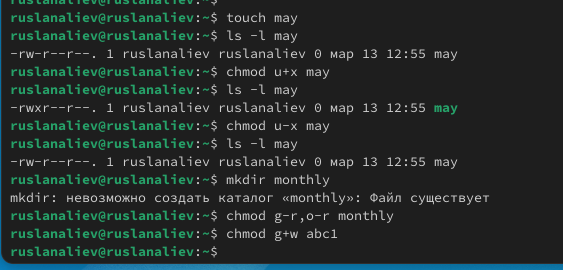 ruslanaliev@ruslanaliev:~$ touch may
ruslanaliev@ruslanaliev:~$ ls -l may
-rw-r--r--. 1 ruslanaliev ruslanaliev 0 мар 13 12:55 may
ruslanaliev@ruslanaliev:~$ chmod u+x may
ruslanaliev@ruslanaliev:~$ ls -l may
-rwxr--r--. 1 ruslanaliev ruslanaliev 0 мар 13 12:55 may
ruslanaliev@ruslanaliev:~$ chmod u-x may
ruslanaliev@ruslanaliev:~$ ls -l may
-rw-r--r--. 1 ruslanaliev ruslanaliev 0 мар 13 12:55 may
ruslanaliev@ruslanaliev:~$ mkdir monthly
mkdir: невозможно создать каталог «monthly»: Файл существует
ruslanaliev@ruslanaliev:~$ chmod g-r,o-r monthly
ruslanaliev@ruslanaliev:~$ chmod g+w abc1
ruslanaliev@ruslanaliev:~$